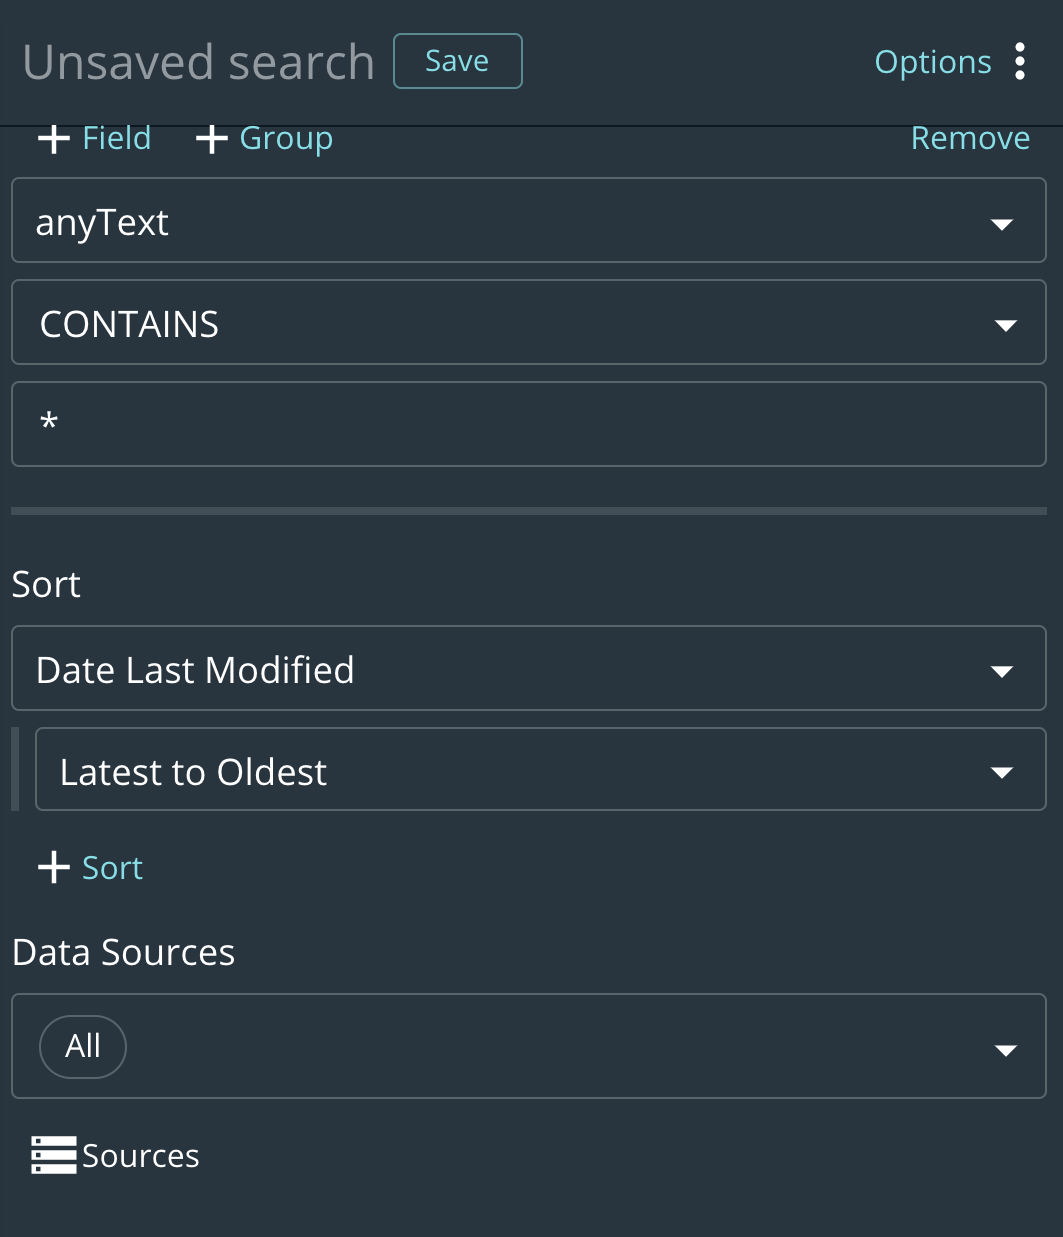 Unsaved search Save Options
Field Group Remove
anyText
CONTAINS
*
Sort
Date Last Modified
Latest to Oldest
Sort
Data Sources
All
Sources